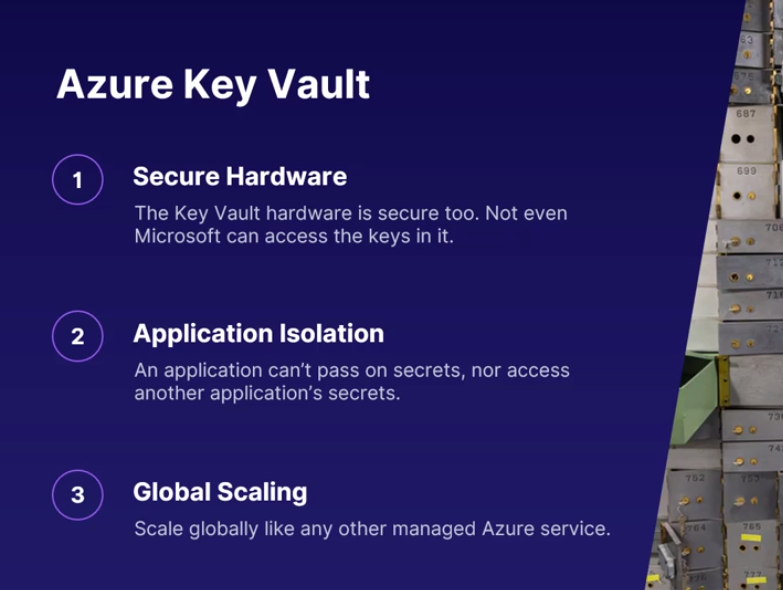 Azure Key Vault
1
Secure Hardware
The Key Vault hardware is secure too. Not even
Microsoft can access the keys in it.
2
Application Isolation
An application can’t pass on secrets, nor access
another application’s secrets.
3
Global Scaling
Scale globally like any other managed Azure service.
687
699
752
753
764
765